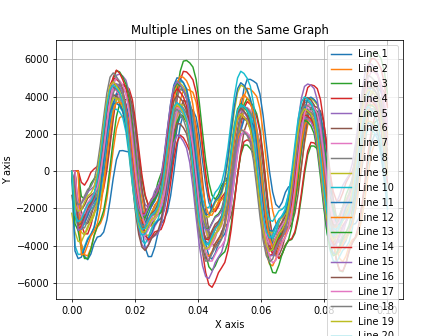 Multiple Lines on the Same Graph
6000
4000
2000
0
−2000
−4000
−6000
Y axis
0.00
0.02
0.04
0.06
X axis
Line 1
Line 2
Line 3
Line 4
Line 5
Line 6
Line 7
Line 8
Line 9
Line 10
Line 11
Line 12
Line 13
Line 14
Line 15
Line 16
Line 17
Line 18
Line 19
Line 20